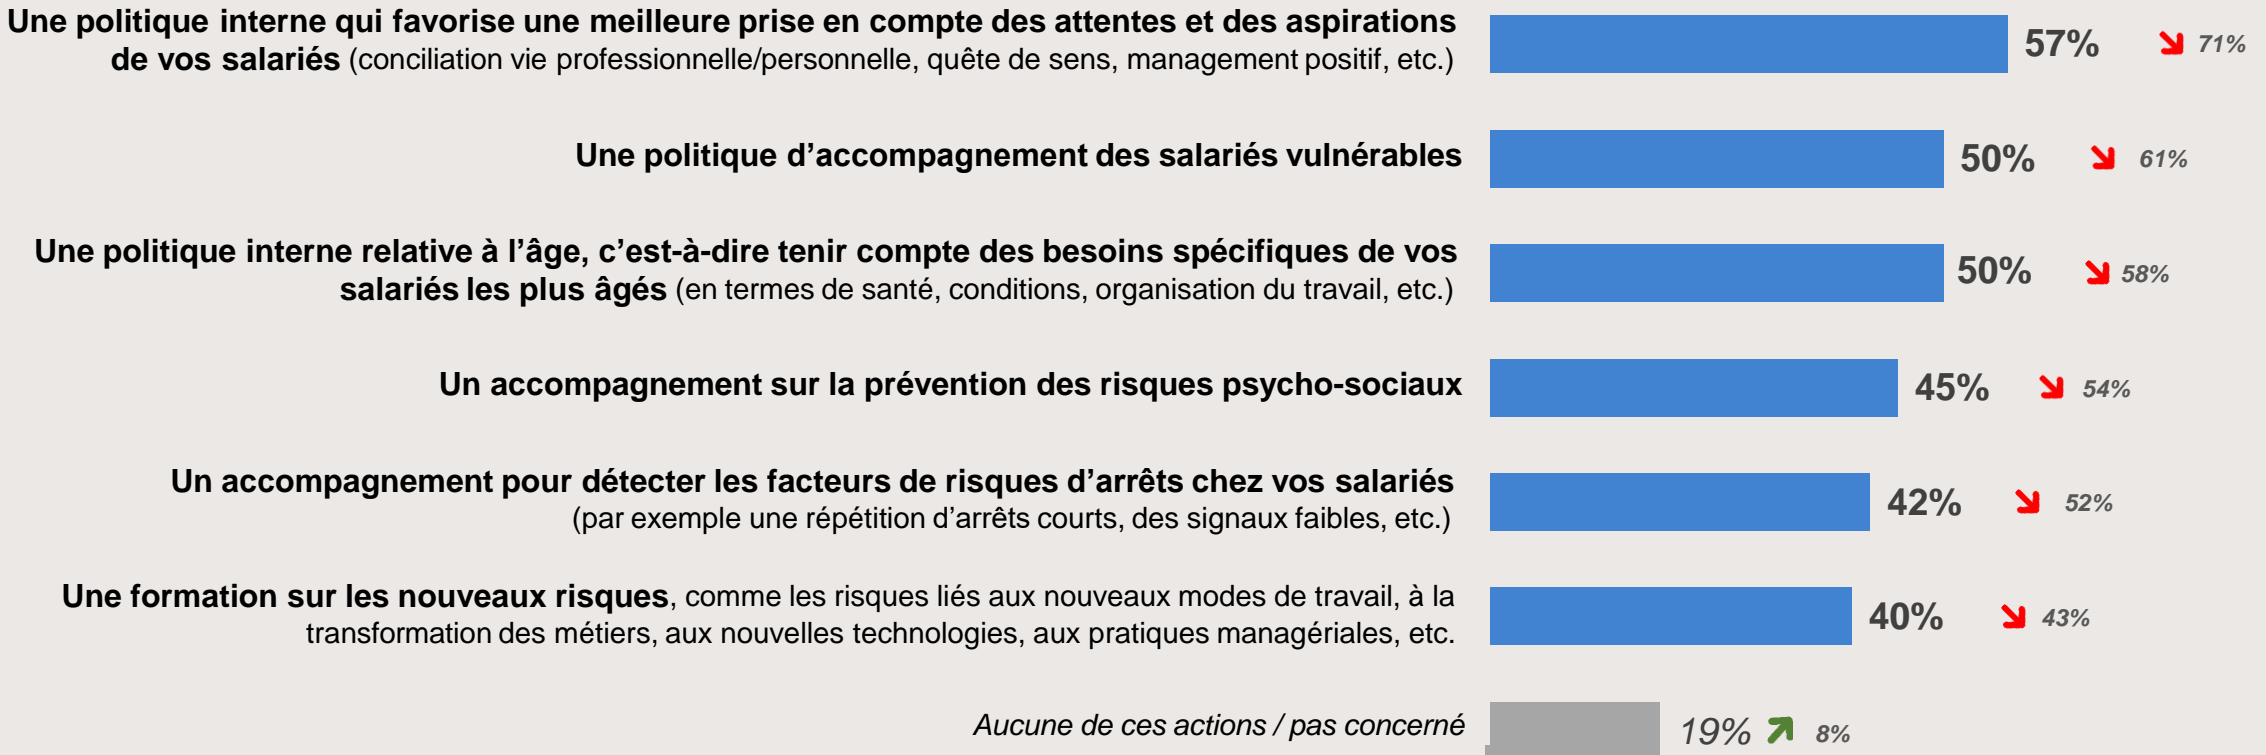 Une politique interne qui favorise une meilleure prise en compte des attentes et des aspirations
de vos salariés (conciliation vie professionnelle/personnelle, quête de sens, management positif, etc.)
57% 71%
Une politique d’accompagnement des salariés vulnérables
50% 61%
Une politique interne relative à l’âge, c’est-à-dire tenir compte des besoins spécifiques de vos
salariés les plus âgés (en termes de santé, conditions, organisation du travail, etc.)
50% 58%
Un accompagnement sur la prévention des risques psycho-sociaux
45% 54%
Un accompagnement pour détecter les facteurs de risques d’arrêts chez vos salariés
(par exemple une répétition d’arrêts courts, des signaux faibles, etc.)
42% 52%
Une formation sur les nouveaux risques, comme les risques liés aux nouveaux modes de travail, à la
transformation des métiers, aux nouvelles technologies, aux pratiques managériales, etc.
40% 43%
Aucune de ces actions / pas concerné
19% 8%